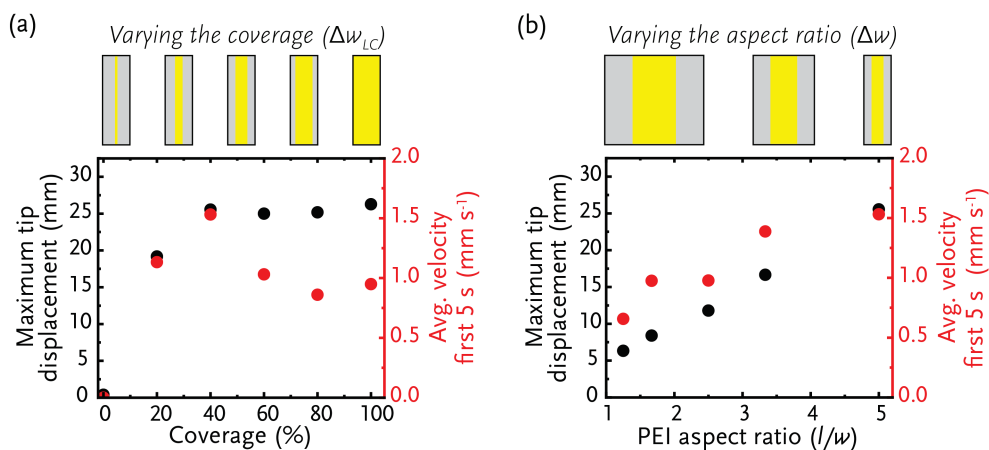 (a)
Varying the coverage (Δw_LC)
Maximum tip
displacement (mm)
30
25
20
15
10
5
0
2.0
1.5
1.0
0.5
0.0
Avg. velocity
first 5 s (mm s⁻¹)
0 20 40 60 80 100
Coverage (%)
(b)
Varying the aspect ratio (Δw)
Maximum tip
displacement (mm)
30
25
20
15
10
5
0
2.0
1.5
1.0
0.5
0.0
Avg. velocity
first 5 s (mm s⁻¹)
1 2 3 4 5
PEI aspect ratio (l/w)